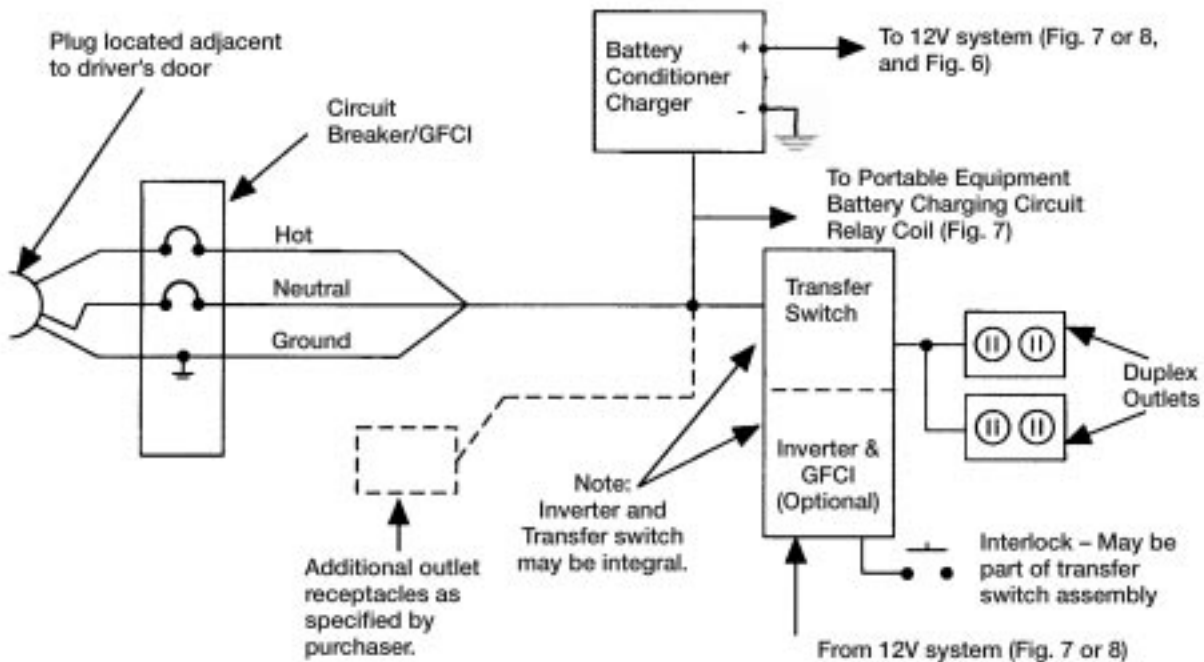 Plug located adjacent
to driver's door
Circuit
Breaker/GFCI
Hot
Neutral
Ground
Battery
Conditioner
Charger
+
-
To 12V system (Fig. 7 or 8,
and Fig. 6)
To Portable Equipment
Battery Charging Circuit
Relay Coil (Fig. 7)
Transfer
Switch
Inverter &
GFCI
(Optional)
Duplex
Outlets
Note:
Inverter and
Transfer switch
may be integral.
Additional outlet
receptacles as
specified by
purchaser.
Interlock – May be
part of transfer
switch assembly
From 12V system (Fig. 7 or 8)